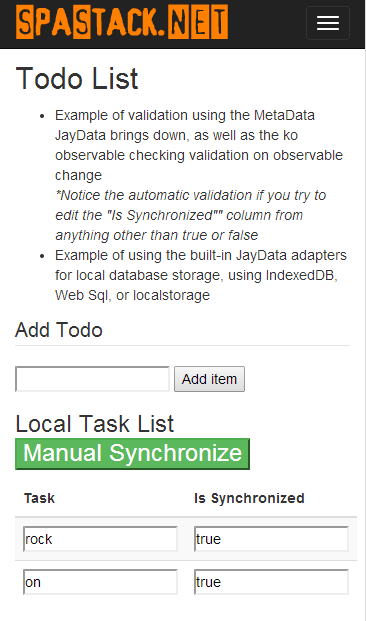 SPASTACK.NET
Todo List
• Example of validation using the MetaData
JayData brings down, as well as the ko
observable checking validation on observable
change
*Notice the automatic validation if you try to
edit the "Is Synchronized"" column from
anything other than true or false
• Example of using the built-in JayData adapters
for local database storage, using IndexedDB,
Web Sql, or localstorage
Add Todo
Add item
Local Task List
Manual Synchronize
Task Is Synchronized
rock true
on true